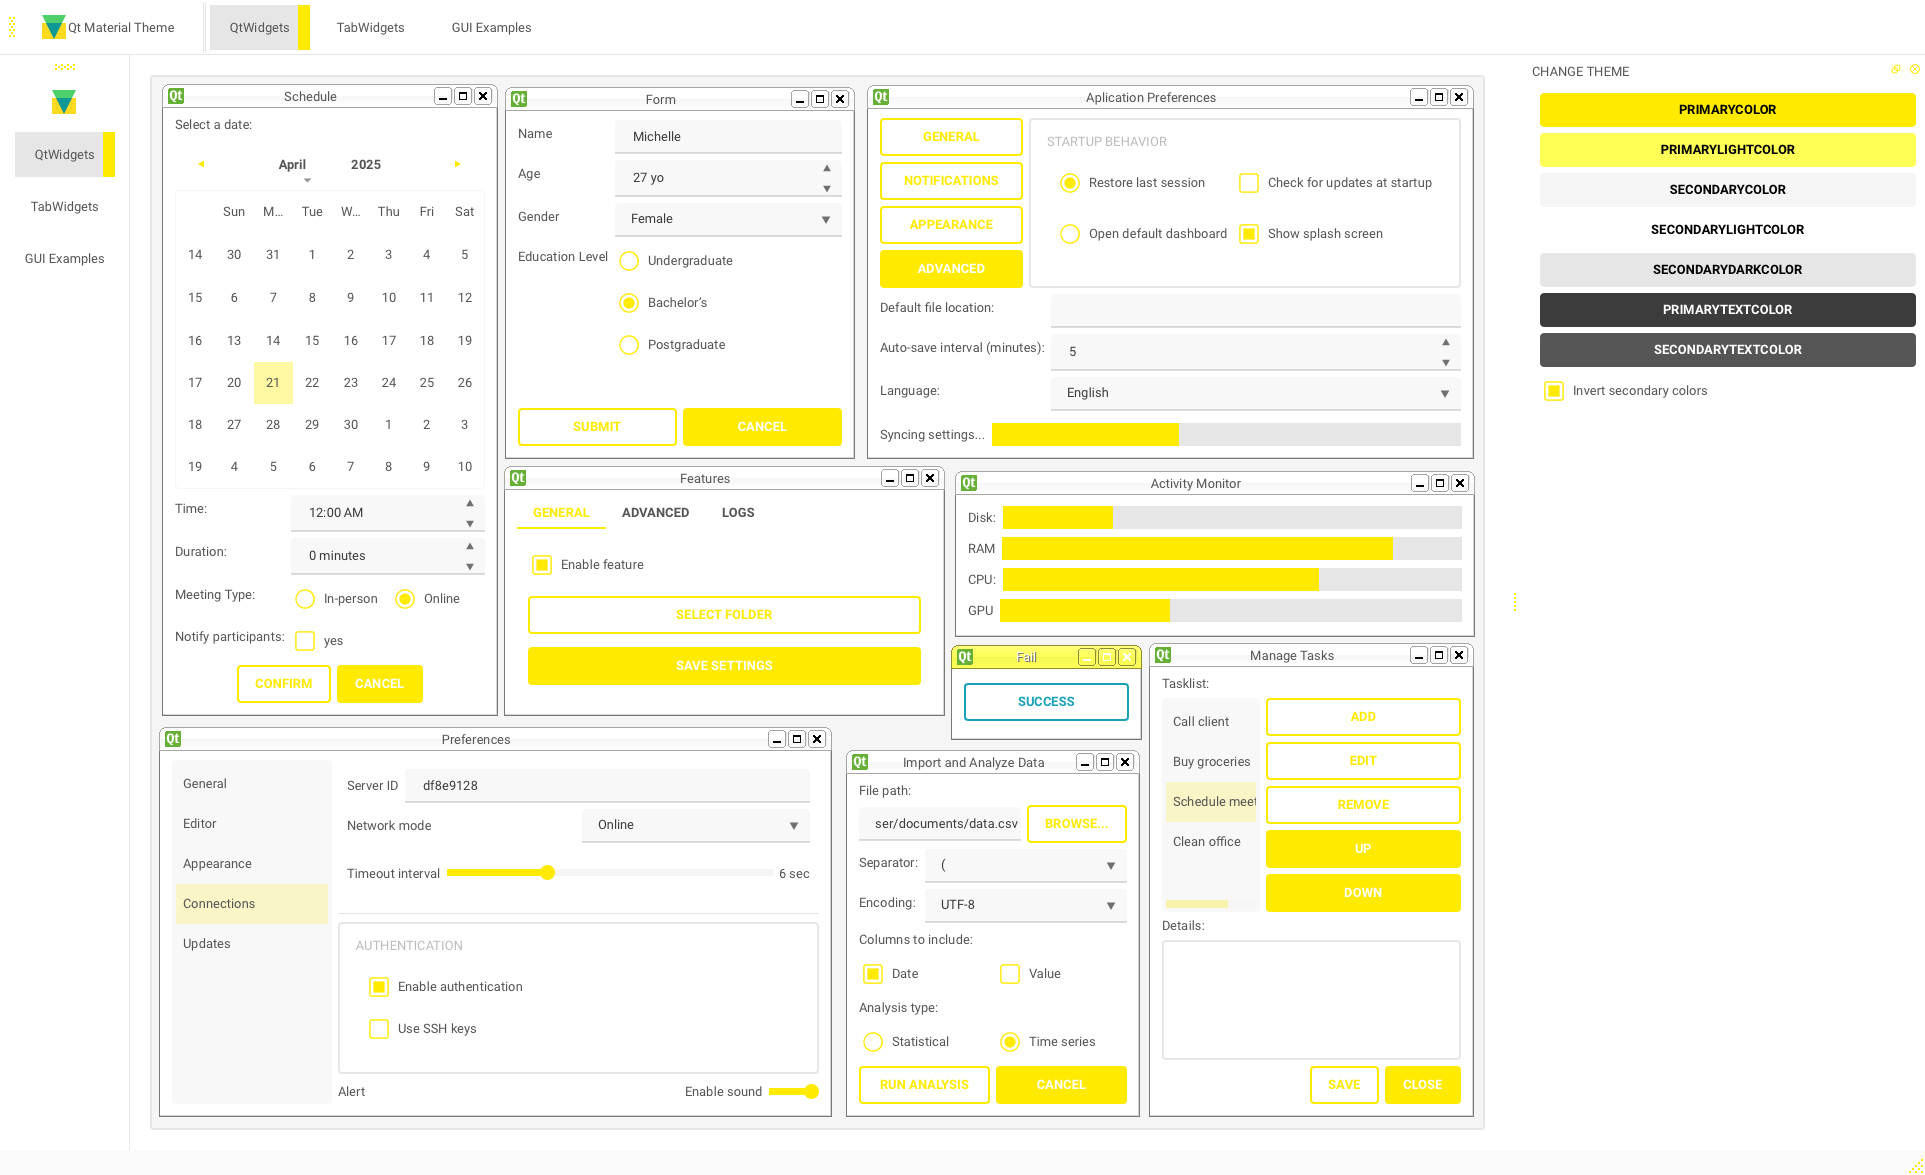 Qt Material Theme
QtWidgets
TabWidgets
GUI Examples
QtWidgets
TabWidgets
GUI Examples
Qt
Schedule
Select a date:
April 2025
Sun M... Tue W... Thu Fri Sat
14 30 31 1 2 3 4 5
15 6 7 8 9 10 11 12
16 13 14 15 16 17 18 19
17 20 21 22 23 24 25 26
18 27 28 29 30 1 2 3
19 4 5 6 7 8 9 10
Time: 12:00 AM
Duration: 0 minutes
Meeting Type: In-person Online
Notify participants: yes
CONFIRM CANCEL
Qt
Form
Name Michelle
Age 27 yo
Gender Female
Education Level Undergraduate
Bachelor's
Postgraduate
SUBMIT CANCEL
Qt
Aplication Preferences
GENERAL
NOTIFICATIONS
APPEARANCE
ADVANCED
STARTUP BEHAVIOR
Restore last session Check for updates at startup
Open default dashboard Show splash screen
Default file location:
Auto-save interval (minutes): 5
Language: English
Syncing settings...
Qt
Features
GENERAL ADVANCED LOGS
Enable feature
SELECT FOLDER
SAVE SETTINGS
Qt
Activity Monitor
Disk:
RAM
CPU:
GPU
Qt
Fail
SUCCESS
Qt
Manage Tasks
Tasklist:
Call client
Buy groceries
Schedule meet
Clean office
ADD
EDIT
REMOVE
UP
DOWN
Details:
SAVE CLOSE
Qt
Preferences
General
Editor
Appearance
Connections
Updates
Server ID df8e9128
Network mode Online
Timeout interval 6 sec
AUTHENTICATION
Enable authentication
Use SSH keys
Alert Enable sound
Qt
Import and Analyze Data
File path:
ser/documents/data.csv BROWSE...
Separator: (
Encoding: UTF-8
Columns to include:
Date Value
Analysis type:
Statistical Time series
RUN ANALYSIS CANCEL
CHANGE THEME
PRIMARYCOLOR
PRIMARYLIGHTCOLOR
SECONDARYCOLOR
SECONDARYLIGHTCOLOR
SECONDARYDARKCOLOR
PRIMARYTEXTCOLOR
SECONDARYTEXTCOLOR
Invert secondary colors